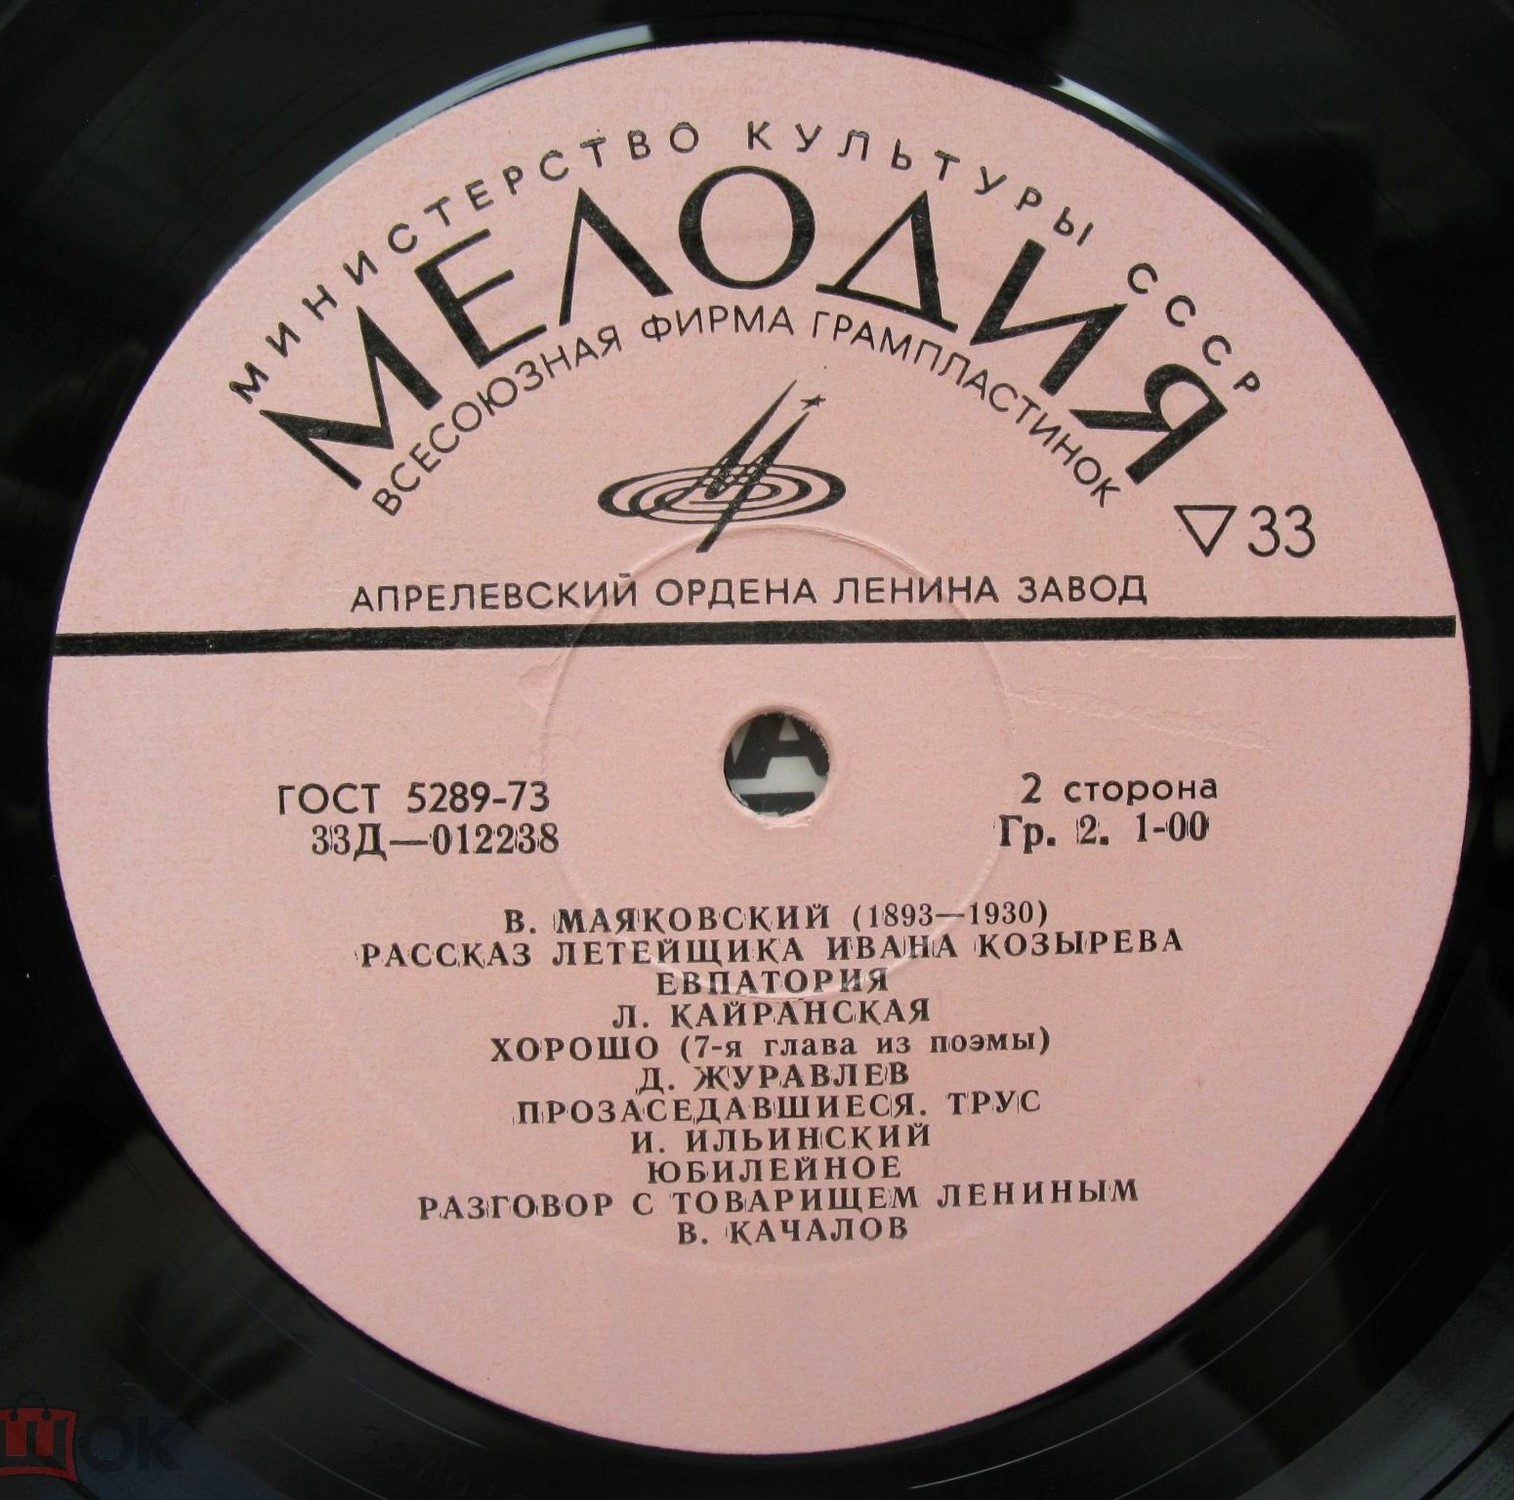 МИНИСТЕРСТВО КУЛЬТУРЫ СССР
МЕЛОДИЯ
ВСЕСОЮЗНАЯ ФИРМА ГРАМПЛАСТИНОК
▽33
АПРЕЛЕВСКИЙ ОРДЕНА ЛЕНИНА ЗАВОД
ГОСТ 5289-73
33Д—012238
2 сторона
Гр. 2. 1-00
В. МАЯКОВСКИЙ (1893—1930)
РАССКАЗ ЛЕТЕЙЩИКА ИВАНА КОЗЫРЕВА
ЕВПАТОРИЯ
Л. КАЙРАНСКАЯ
ХОРОШО (7-я глава из поэмы)
Д. ЖУРАВЛЕВ
ПРОЗАСЕДАВШИЕСЯ. ТРУС
И. ИЛЬИНСКИЙ
ЮБИЛЕЙНОЕ
РАЗГОВОР С ТОВАРИЩЕМ ЛЕНИНЫМ
В. КАЧАЛОВ